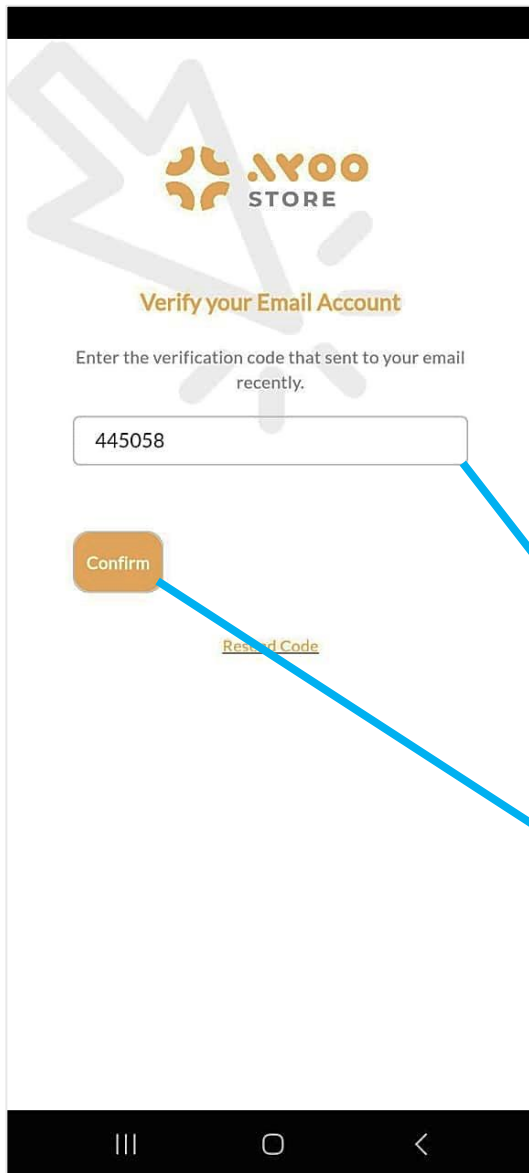 AYOO
STORE
Verify your Email Account
Enter the verification code that sent to your email
recently.
445058
Confirm
Resend Code